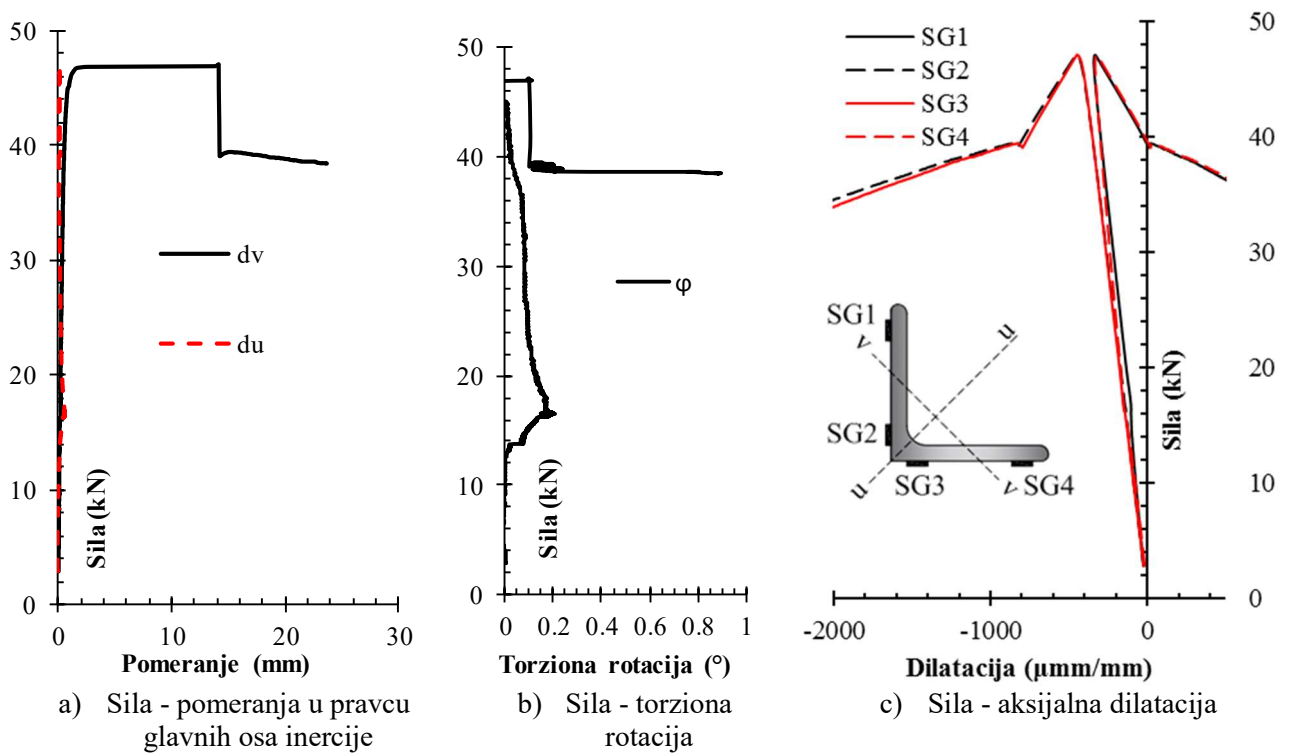 50
40
30
20
10
0
0
10
20
30
Sila (kN)
dv
du
Pomeranje (mm)
a) Sila - pomeranja u pravcu
glavnih osa inercije
50
40
30
20
10
0
0
0.2
0.4
0.6
0.8
1
Sila (kN)
φ
Torziona rotacija (°)
b) Sila - torziona
rotacija
SG1
SG2
SG3
SG4
50
40
30
20
10
0
-2000
-1000
0
Sila (kN)
SG1
SG2
SG3
SG4
u
u
v
v
Dilatacija (µmm/mm)
c) Sila - aksijalna dilatacija